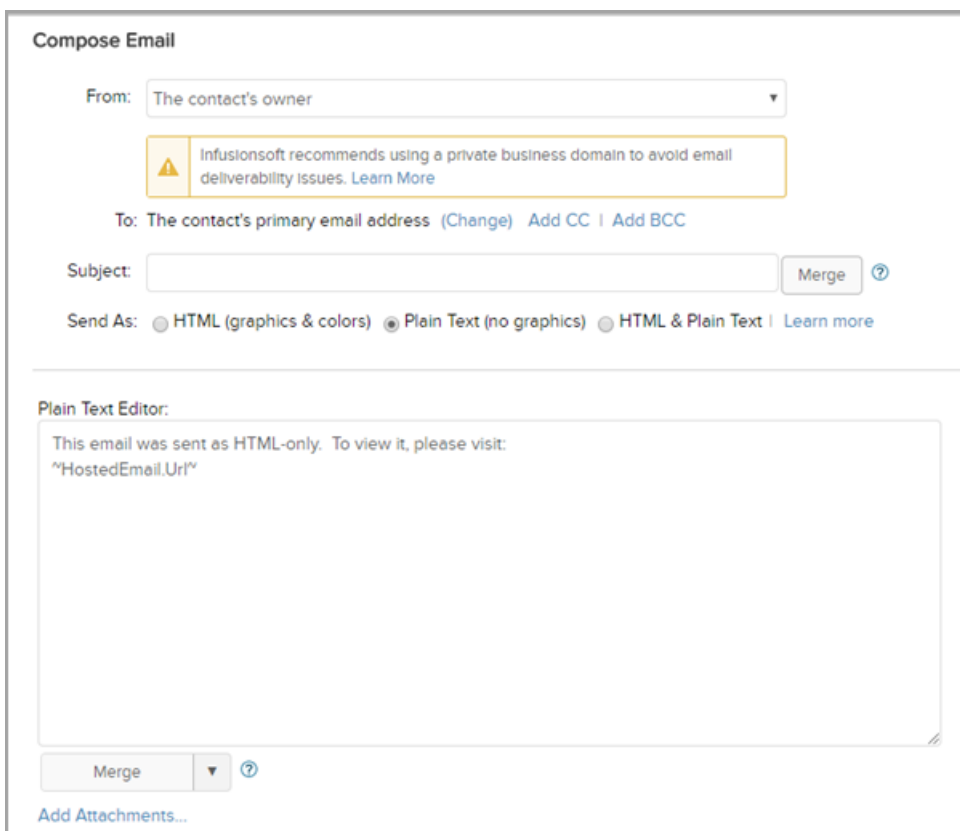 Compose Email
From: The contact's owner
Infusionsoft recommends using a private business domain to avoid email
deliverability issues. Learn More
To: The contact's primary email address (Change) Add CC | Add BCC
Subject: Merge ?
Send As: HTML (graphics & colors) Plain Text (no graphics) HTML & Plain Text | Learn more
Plain Text Editor:
This email was sent as HTML-only. To view it, please visit:
~HostedEmail.Url~
Merge ?
Add Attachments...